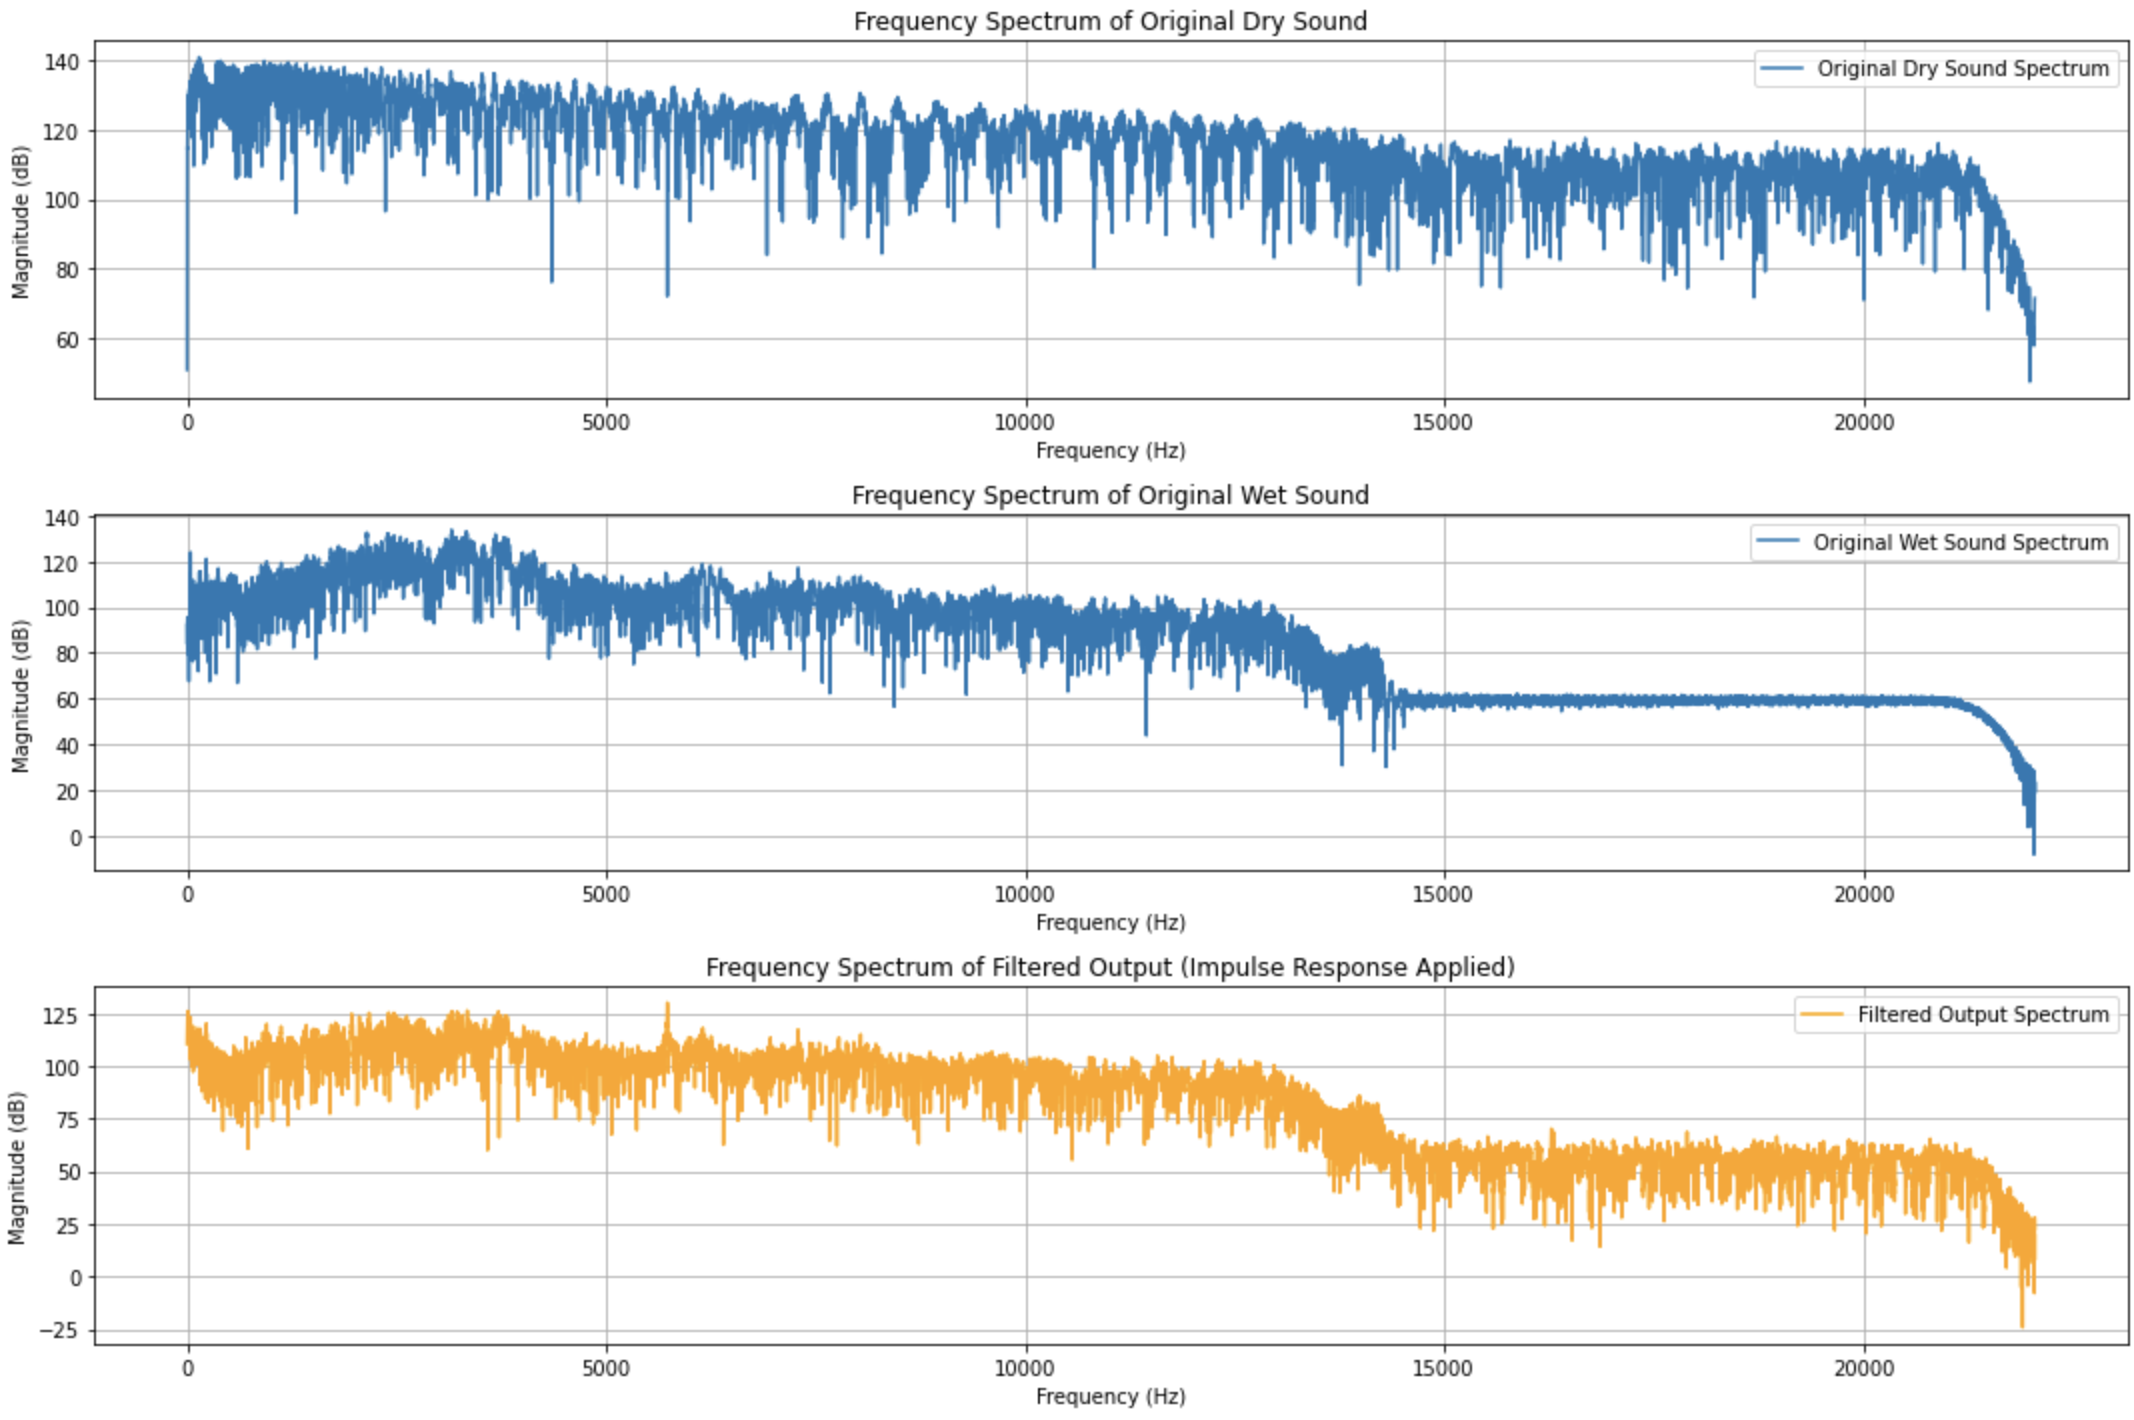 Frequency Spectrum of Original Dry Sound
Original Dry Sound Spectrum
Magnitude (dB)
140
120
100
80
60
0 5000 10000 15000 20000
Frequency (Hz)
Frequency Spectrum of Original Wet Sound
Original Wet Sound Spectrum
Magnitude (dB)
140
120
100
80
60
40
20
0
0 5000 10000 15000 20000
Frequency (Hz)
Frequency Spectrum of Filtered Output (Impulse Response Applied)
Filtered Output Spectrum
Magnitude (dB)
125
100
75
50
25
0
−25
0 5000 10000 15000 20000
Frequency (Hz)